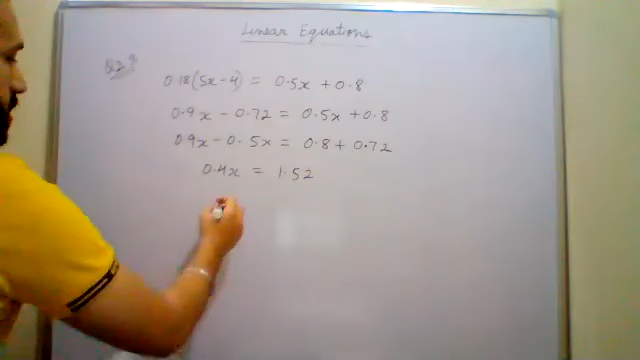 Linear Equations
0.18(5x-4) = 0.5x + 0.8
0.9x - 0.72 = 0.5x + 0.8
0.9x - 0.5x = 0.8 + 0.72
0.4x = 1.52